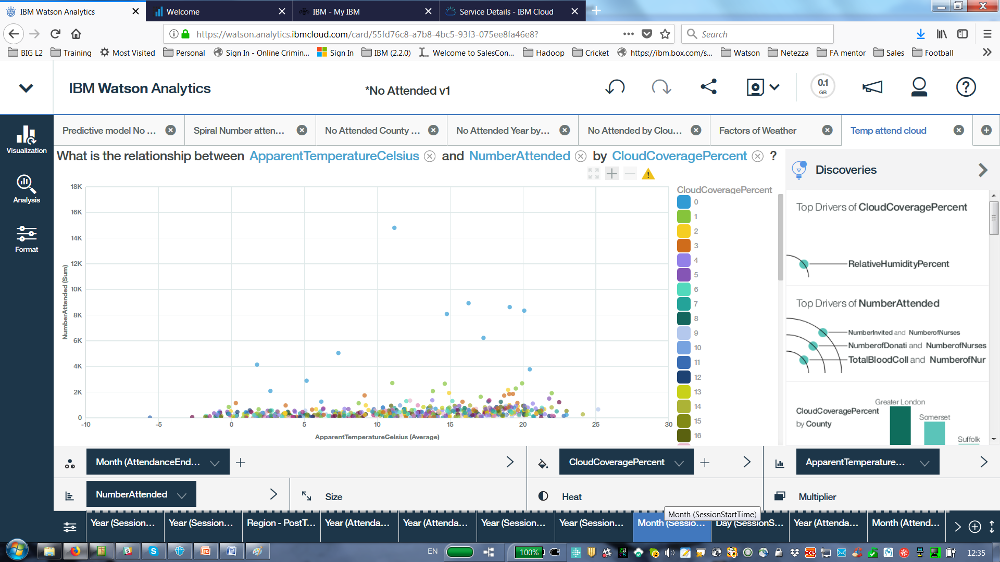 IBM Watson Analytics
Welcome
IBM - My IBM
Service Details - IBM Cloud
https://watson.analytics.ibmcloud.com/card/55fd76c8-a7b8-4bc5-93f3-075ee8fa46e8?
Search
BIG L2 Training Most Visited Personal Sign In - Online Crimin... Sign In IBM (2.2.0) Welcome to SalesCon... Hadoop Cricket https://ibm.box.com/s... Watson Netezza FA mentor Sales Football
IBM Watson Analytics
*No Attended v1
0.1
GB
Visualization
Analysis
Format
Predictive model No ...
Spiral Number atten...
No Attended County ...
No Attended Year by...
No Attended by Clou...
Factors of Weather
Temp attend cloud
What is the relationship between ApparentTemperatureCelsius and NumberAttended by CloudCoveragePercent ?
18K
16K
14K
12K
10K
8K
6K
4K
2K
0
NumberAttended (Sum)
-10 -5 0 5 10 15 20 25 30
ApparentTemperatureCelsius (Average)
CloudCoveragePercent
0
1
2
3
4
5
6
7
8
9
10
11
12
13
14
15
16
Discoveries
Top Drivers of CloudCoveragePercent
RelativeHumidityPercent
Top Drivers of NumberAttended
NumberInvited and NumberofNurses
NumberofDonati and NumberofNurses
TotalBloodColl and NumberofNur
CloudCoveragePercent
by County
Greater London
Somerset
Suffolk
Month (AttendanceEnd...
CloudCoveragePercent
ApparentTemperature...
NumberAttended
Size
Heat
Multiplier
Month (SessionStartTime)
Year (Session...
Year (Session...
Region - PostT...
Year (Attenda...
Year (Attenda...
Year (Session...
Year (Session...
Month (Sessio...
Day (SessionS...
Year (Attenda...
Month (Attend...
EN
100%
12:35